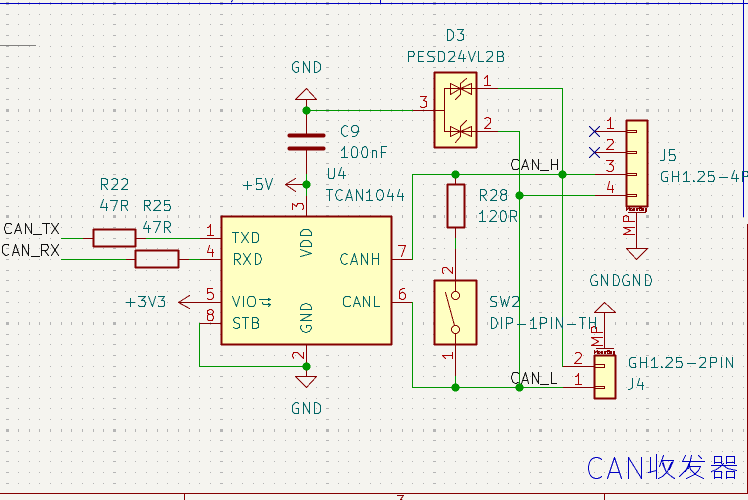 D3
PESD24VL2B
GND
1
3
2
C9
100nF
1
2
3
4
J5
GH1.25-4P
CAN_H
U4
TCAN1044
+5V
3
R28
120R
R22
47R
R25
47R
CAN_TX
CAN_RX
1
4
TXD
RXD
VDD
CANH
7
MP
2
GNDGND
+3V3
5
8
VIO
STB
GND
CANL
6
SW2
DIP-1PIN-TH
MP
1
2
GND
CAN_L
2
1
GH1.25-2PIN
J4
CAN收发器